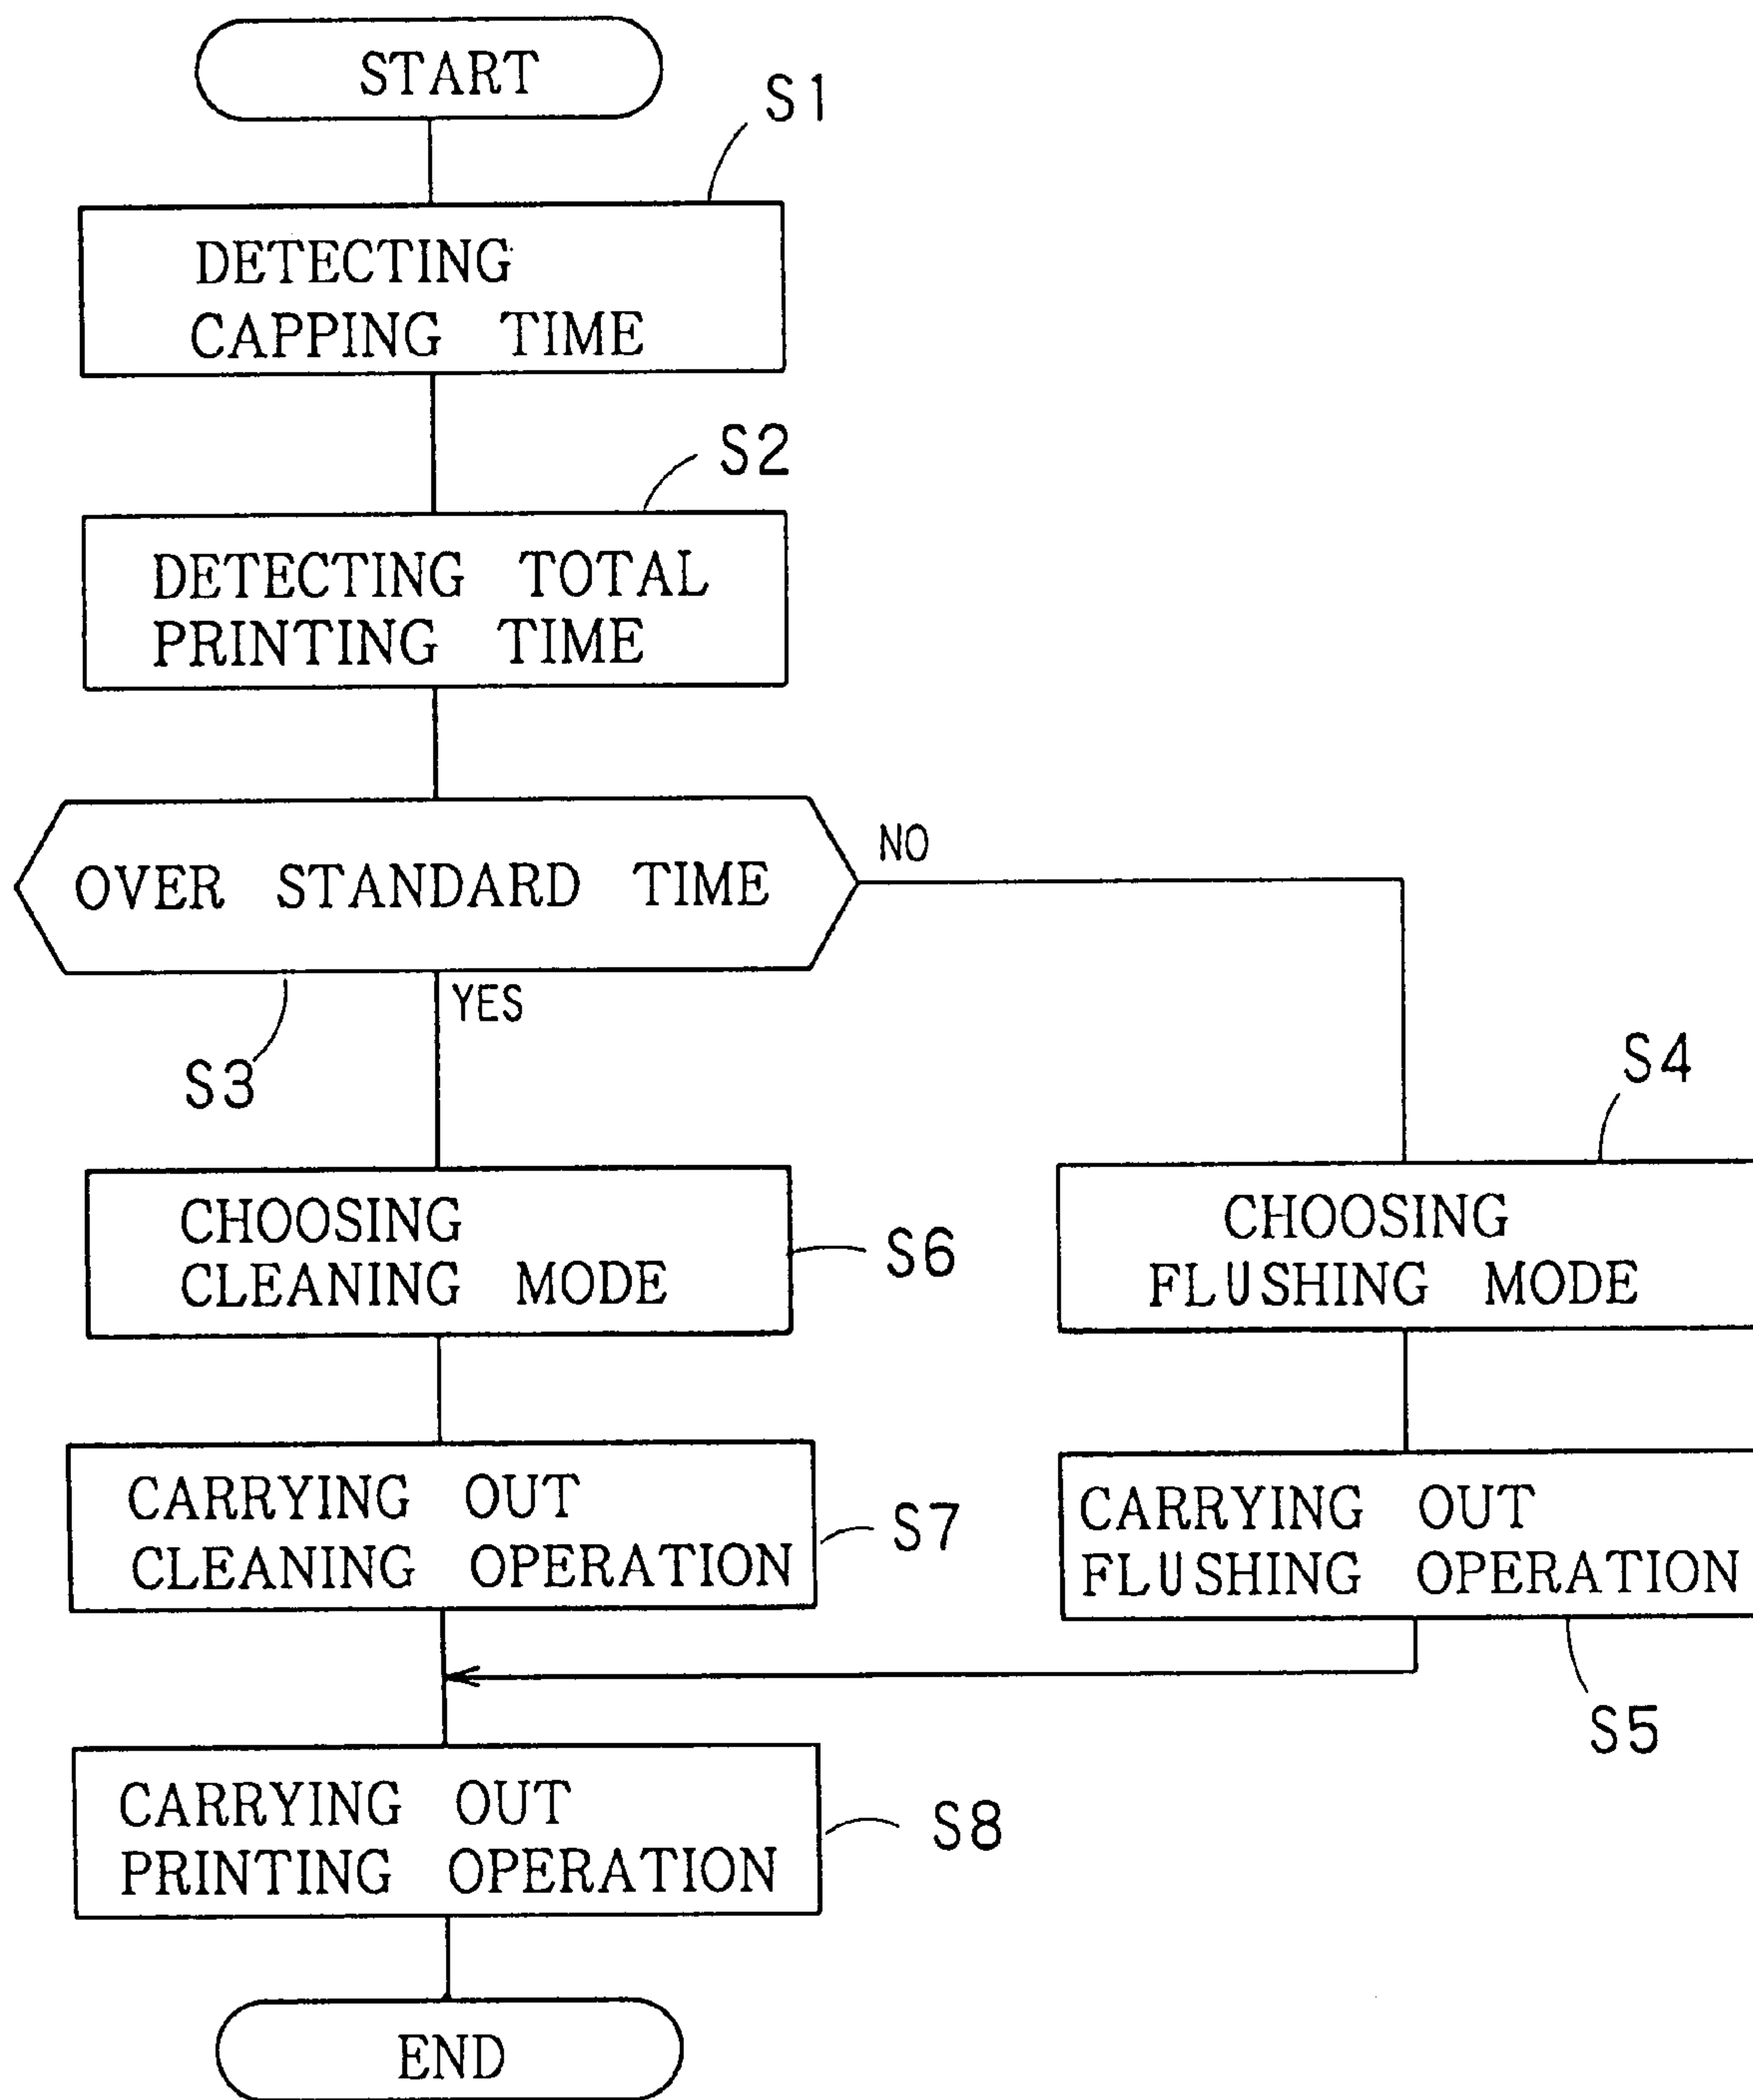 START
S1
DETECTING
CAPPING TIME
S2
DETECTING TOTAL
PRINTING TIME
OVER STANDARD TIME
NO
YES
S3
S4
CHOOSING
CLEANING MODE
S6
CHOOSING
FLUSHING MODE
CARRYING OUT
CLEANING OPERATION
S7
CARRYING OUT
FLUSHING OPERATION
S5
CARRYING OUT
PRINTING OPERATION
S8
END